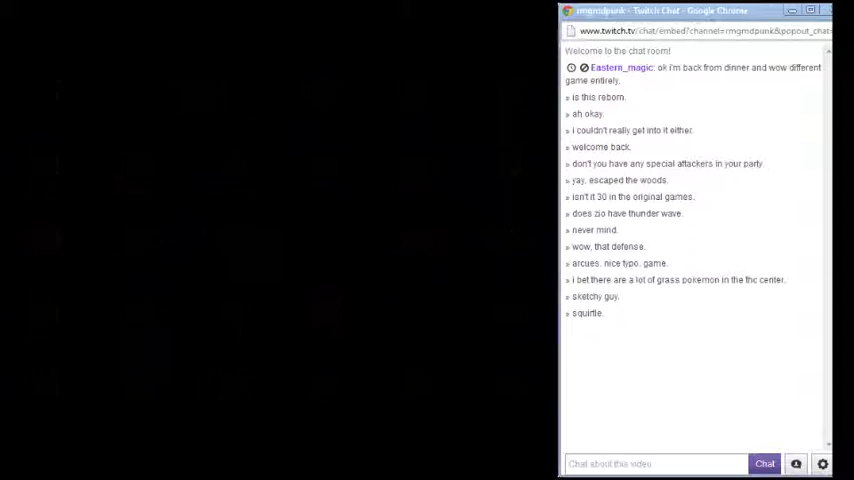 rmgmdpunk - Twitch Chat - Google Chrome
www.twitch.tv/chat/embed?channel=rmgmdpunk&popout_chat=
Welcome to the chat room!
Eastern_magic: ok i'm back from dinner and wow different
game entirely.
» is this reborn.
» ah okay.
» i couldn't really get into it either.
» welcome back.
» don't you have any special attackers in your party.
» yay, escaped the woods.
» isn't it 30 in the original games.
» does zio have thunder wave.
» never mind.
» wow, that defense.
» arcues. nice typo. game.
» i bet there are a lot of grass pokemon in the thc center.
» sketchy guy.
» squirtle.
Chat about this video
Chat